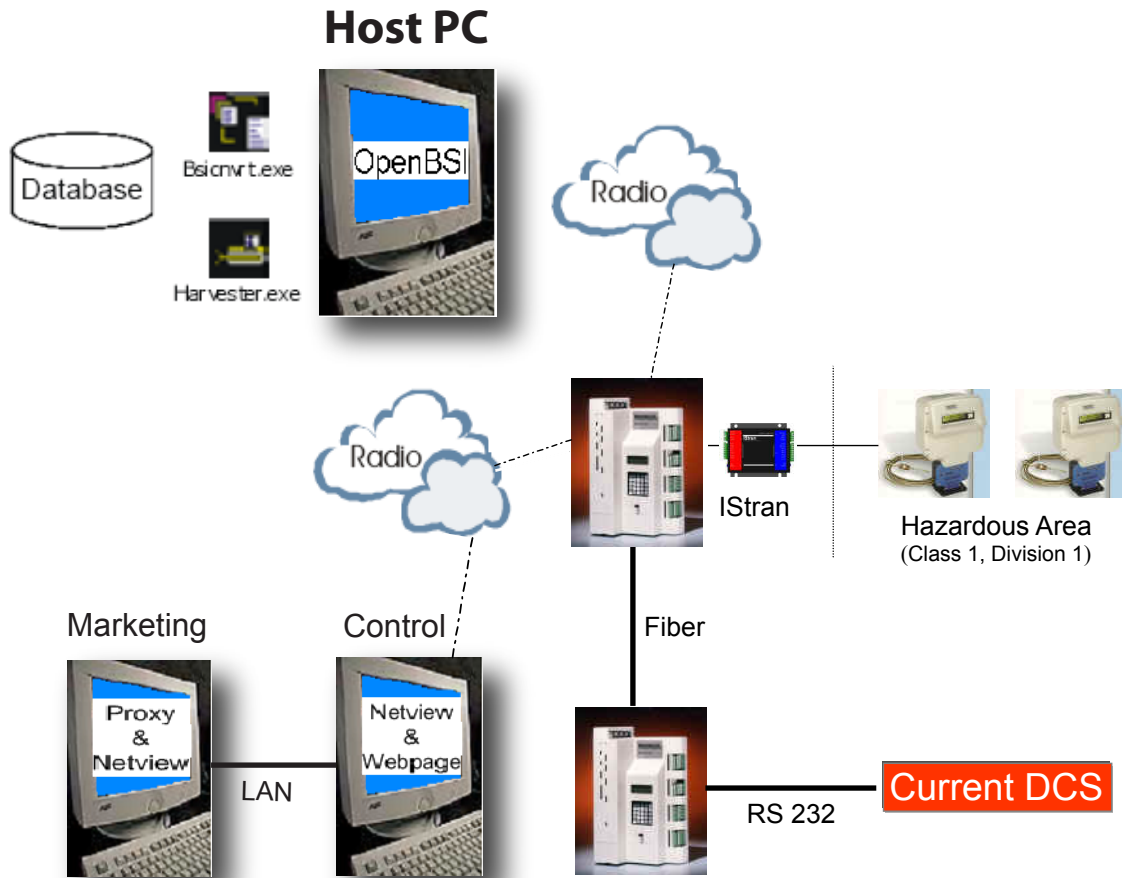 Host PC
Database
Bsicnvrt.exe
Harvester.exe
OpenBSI
Radio
Radio
IStran
Hazardous Area
(Class 1, Division 1)
Fiber
Marketing
Control
Proxy
&
Netview
LAN
Netview
&
Webpage
RS 232
Current DCS